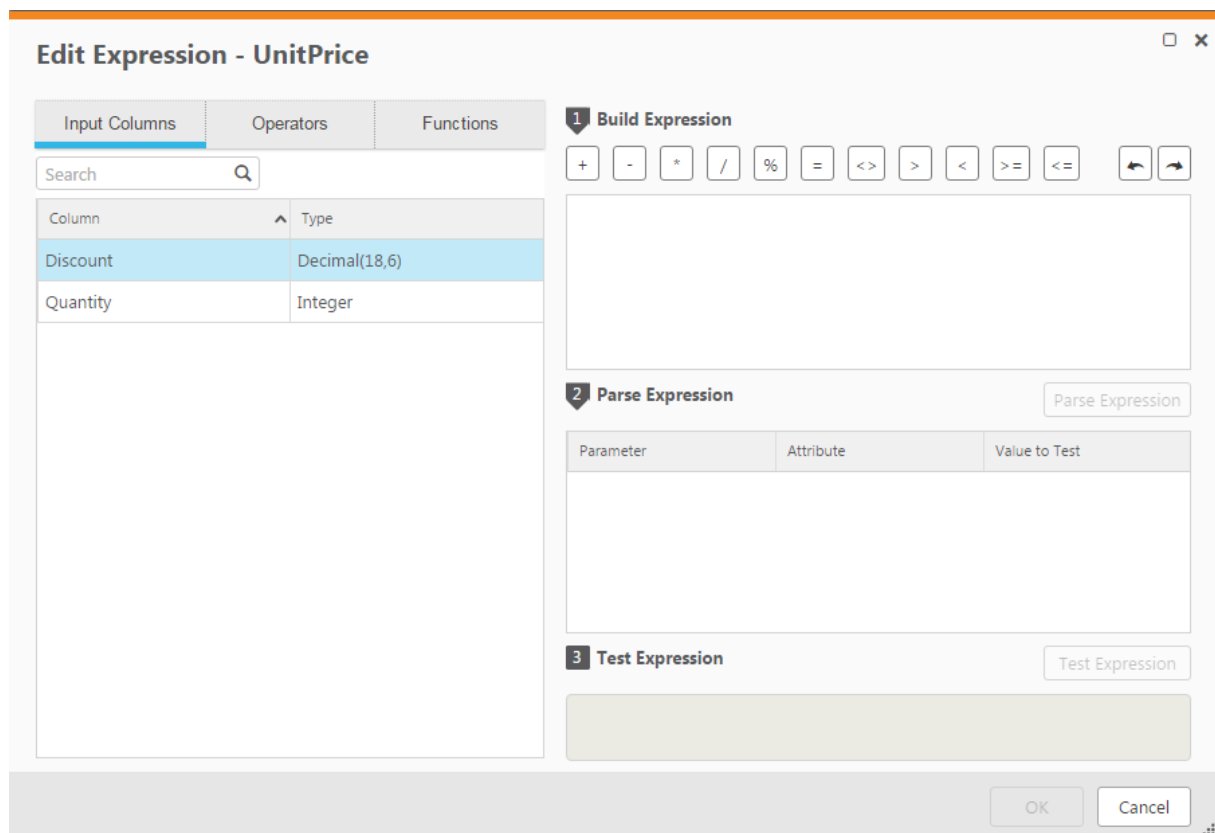 Edit Expression - UnitPrice
Input Columns Operators Functions
Search
Column Type
Discount Decimal(18,6)
Quantity Integer
1 Build Expression
+ - * / % = <> > < >= <=
2 Parse Expression Parse Expression
Parameter Attribute Value to Test
3 Test Expression Test Expression
OK Cancel